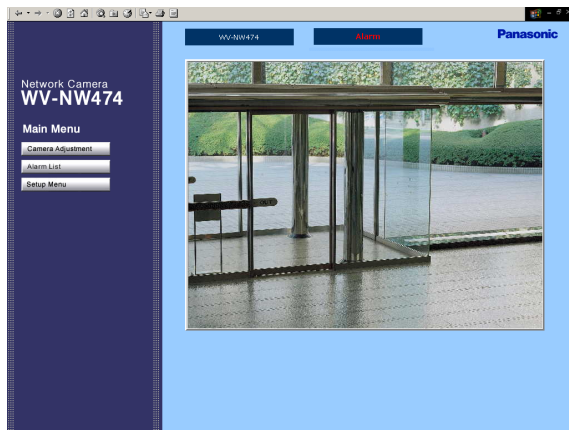 WV-NW474
Alarm
Panasonic
Network Camera
WV-NW474
Main Menu
Camera Adjustment
Alarm List
Setup Menu